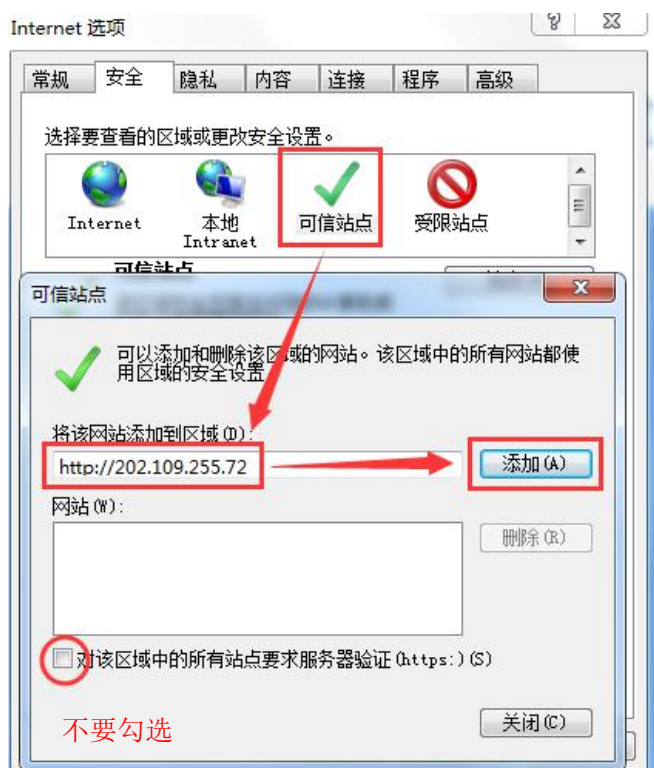 Internet 选项
常规 安全 隐私 内容 连接 程序 高级
选择要查看的区域或更改安全设置。
Internet 本地 Intranet 可信站点 受限站点
可信站点
可信站点
可以添加和删除该区域的网站。该区域中的所有网站都使
用区域的安全设置
将该网站添加到区域(D):
http://202.109.255.72 添加(A)
网站(W):
删除(R)
对该区域中的所有站点要求服务器验证(https:)(S)
不要勾选
关闭(C)